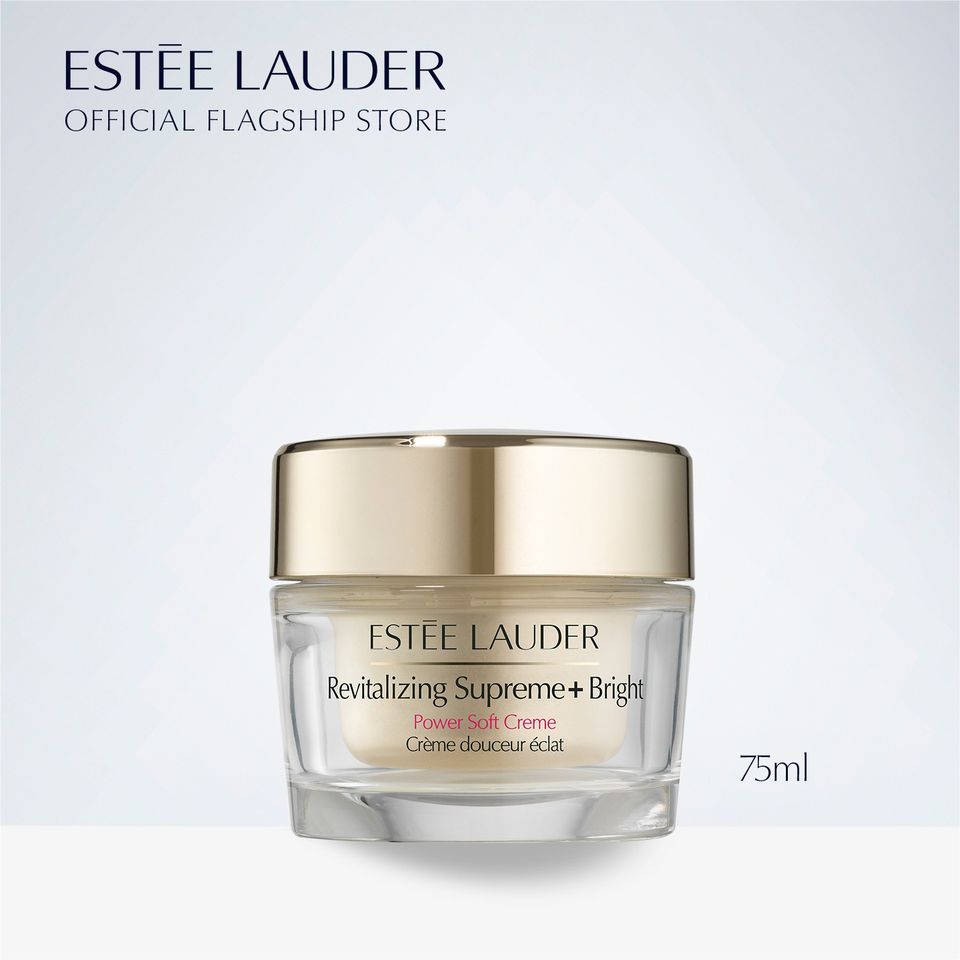 ESTĒE LAUDER
OFFICIAL FLAGSHIP STORE
ESTĒE LAUDER
Revitalizing Supreme+ Bright
Power Soft Creme
Crème douceur éclat
75ml